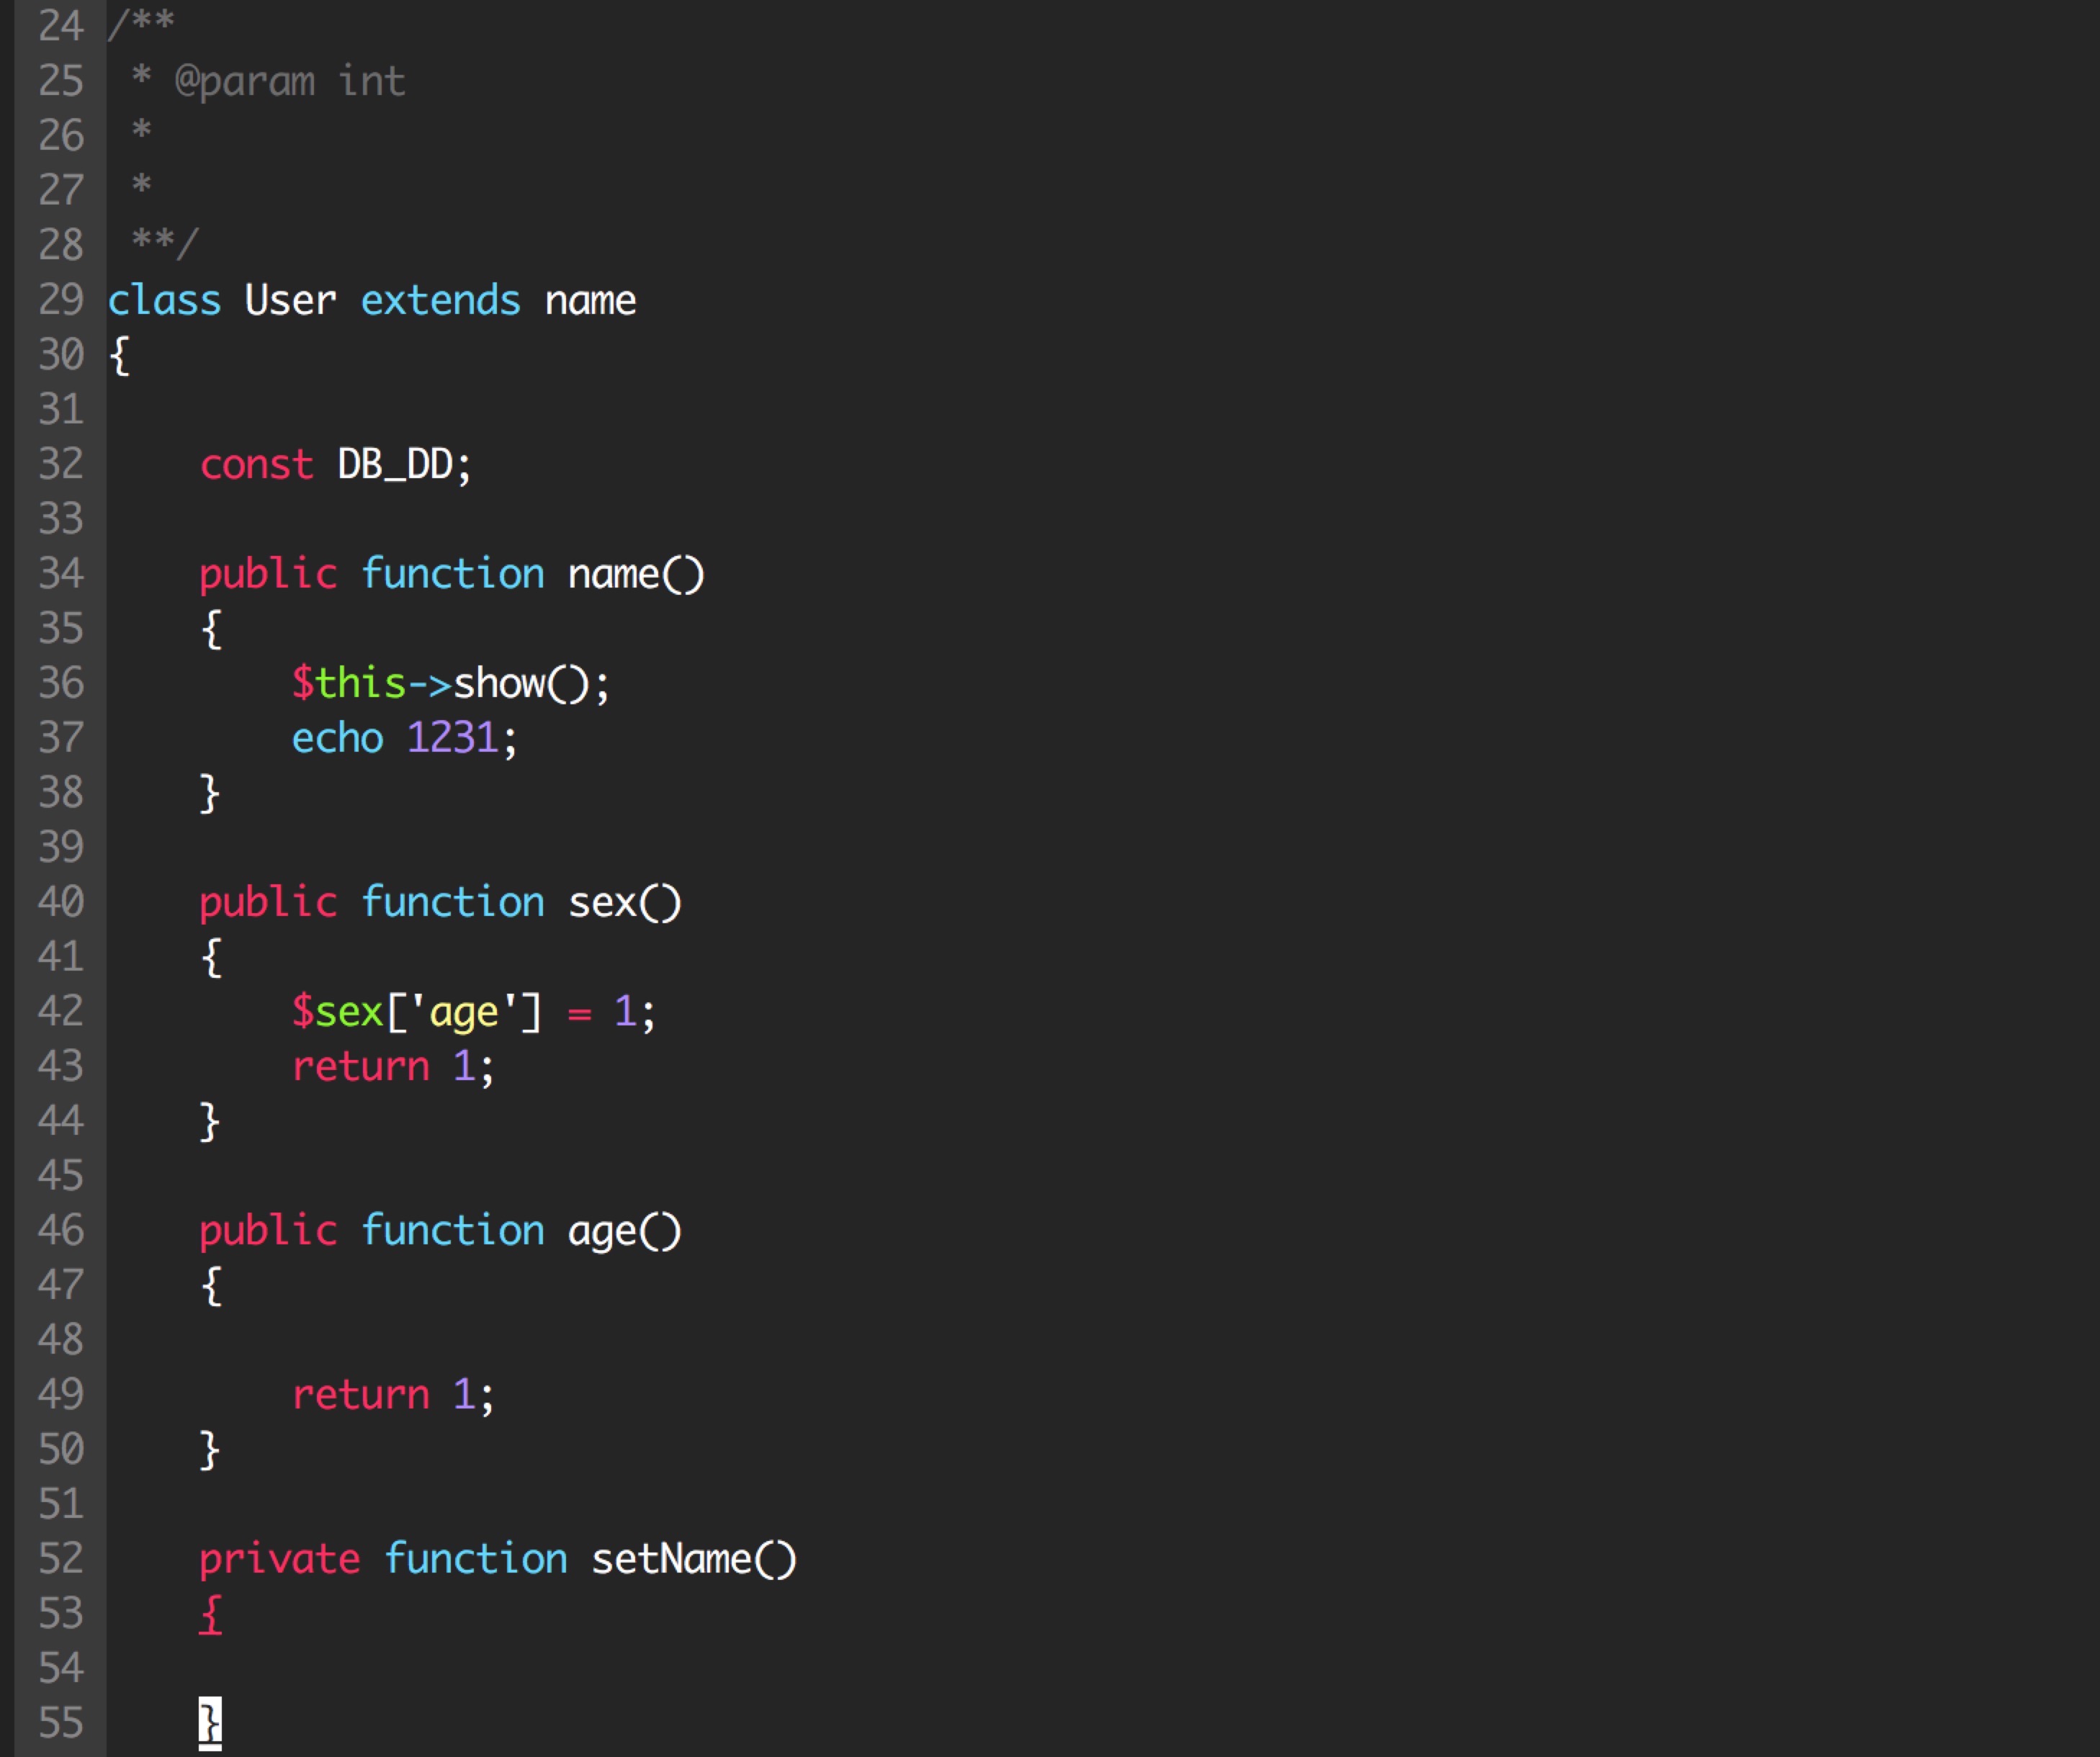 24 /**
25  * @param int
26  *
27  *
28  **/
29 class User extends name
30 {
31
32     const DB_DD;
33
34     public function name()
35     {
36         $this->show();
37         echo 1231;
38     }
39
40     public function sex()
41     {
42         $sex['age'] = 1;
43         return 1;
44     }
45
46     public function age()
47     {
48
49         return 1;
50     }
51
52     private function setName()
53     {
54
55     }